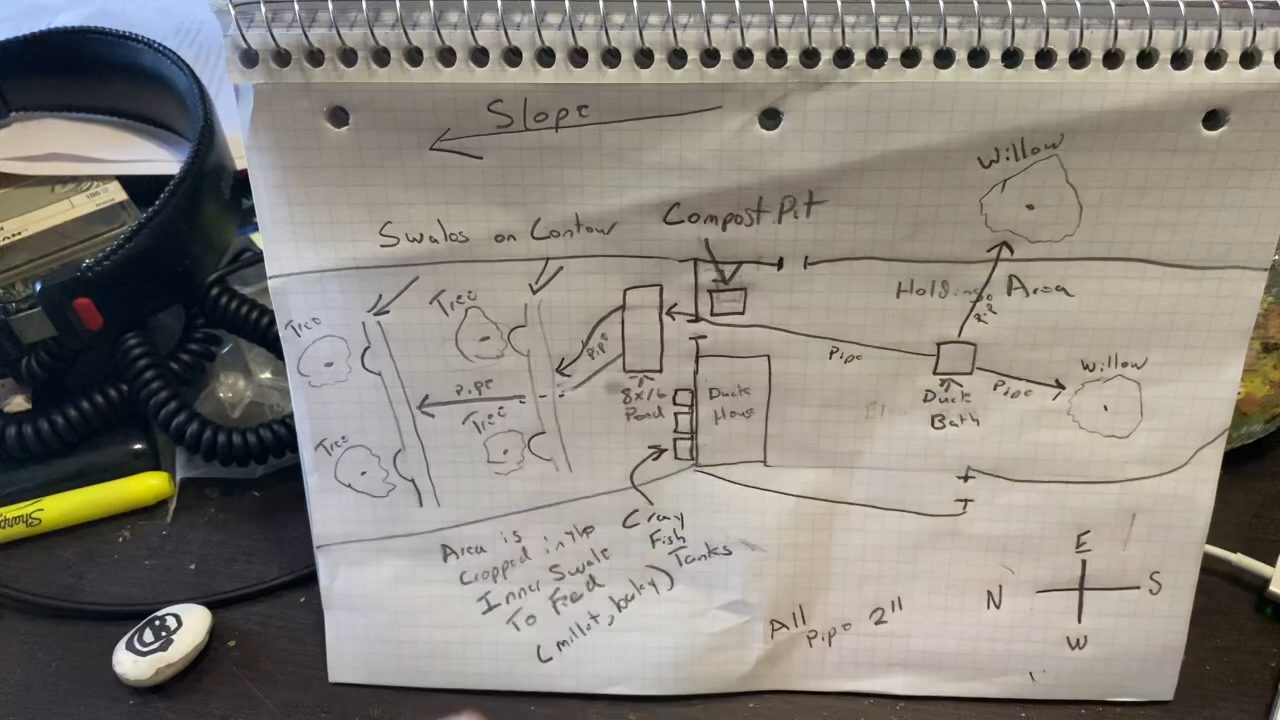 Slope
Willow
Compost Pit
Swales on Contour
Holding Area
Pipe
Tree
Tree
Pipe
Pipe
Willow
Pipe
Pipe
8x16
Pond
Duck
House
Duck
Bath
Tree
Tree
Cray
Fish
Tanks
Area is
Cropped in the
Inner Swale
To Feed
(millet, barley)
All
Pipe 2"
E
N
S
W
Sharpie
100